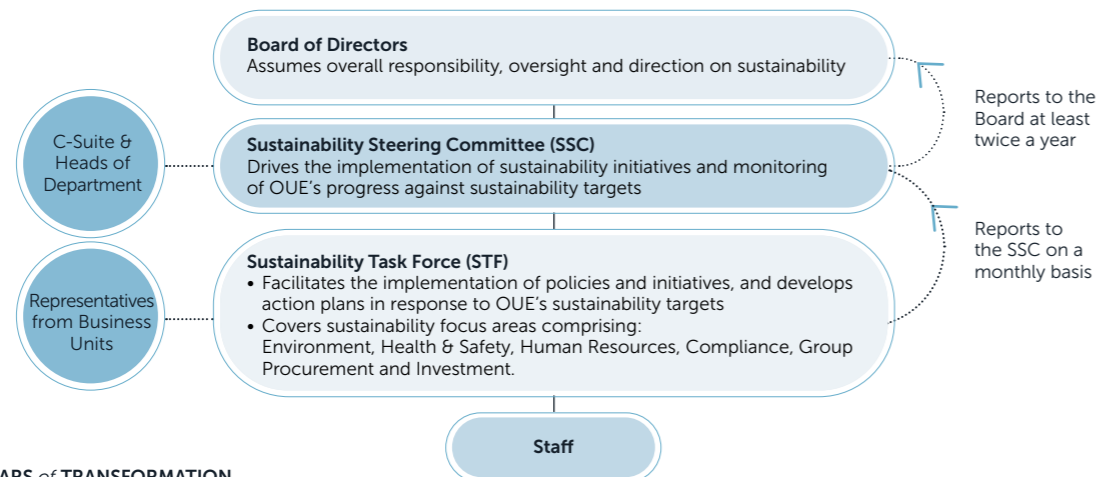 Board of Directors
Assumes overall responsibility, oversight and direction on sustainability
Reports to the
Board at least
twice a year
C-Suite &
Heads of
Department
Sustainability Steering Committee (SSC)
Drives the implementation of sustainability initiatives and monitoring
of OUE's progress against sustainability targets
Reports to
the SSC on a
monthly basis
Representatives
from Business
Units
Sustainability Task Force (STF)
• Facilitates the implementation of policies and initiatives, and develops
action plans in response to OUE's sustainability targets
• Covers sustainability focus areas comprising:
Environment, Health & Safety, Human Resources, Compliance, Group
Procurement and Investment.
Staff
of TRANSFORMATION